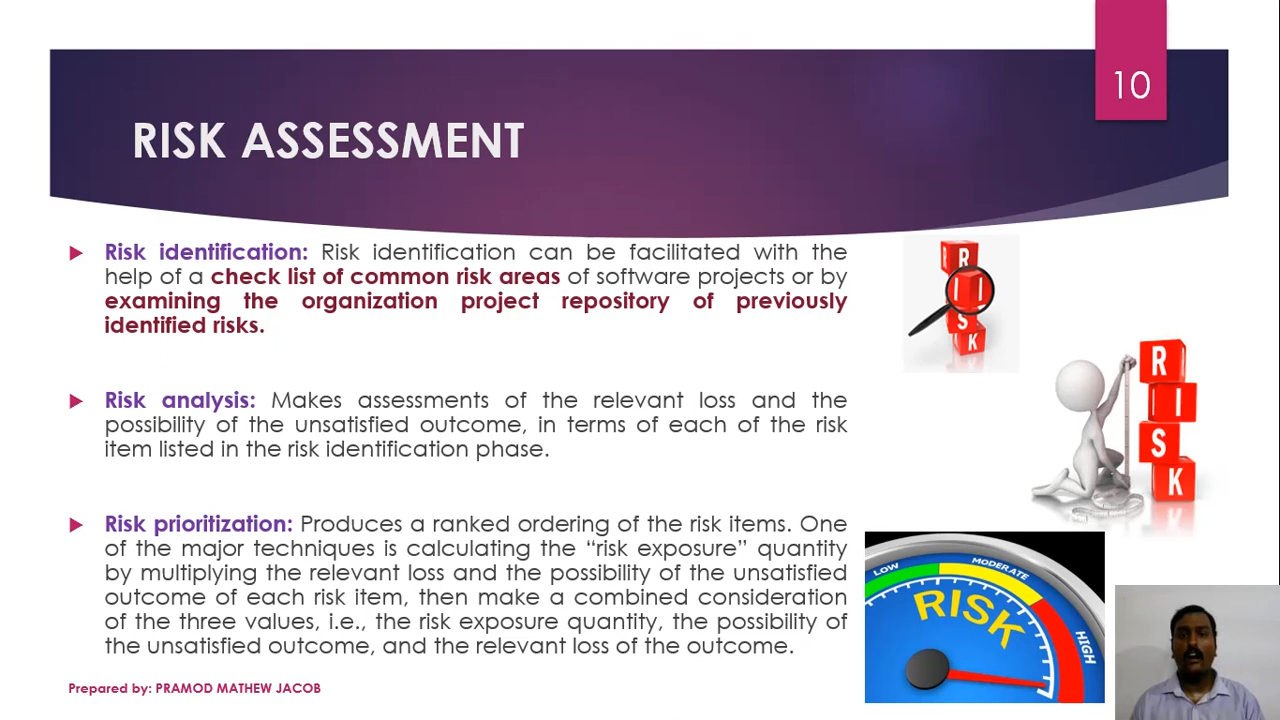 10
RISK ASSESSMENT
Risk identification: Risk identification can be facilitated with the
help of a check list of common risk areas of software projects or by
examining the organization project repository of previously
identified risks.
Risk analysis: Makes assessments of the relevant loss and the
possibility of the unsatisfied outcome, in terms of each of the risk
item listed in the risk identification phase.
Risk prioritization: Produces a ranked ordering of the risk items. One
of the major techniques is calculating the “risk exposure” quantity
by multiplying the relevant loss and the possibility of the unsatisfied
outcome of each risk item, then make a combined consideration
of the three values, i.e., the risk exposure quantity, the possibility of
the unsatisfied outcome, and the relevant loss of the outcome.
Prepared by: PRAMOD MATHEW JACOB
R
I I
S
K
R
I
S
K
LOW
MODERATE
HIGH
RISK